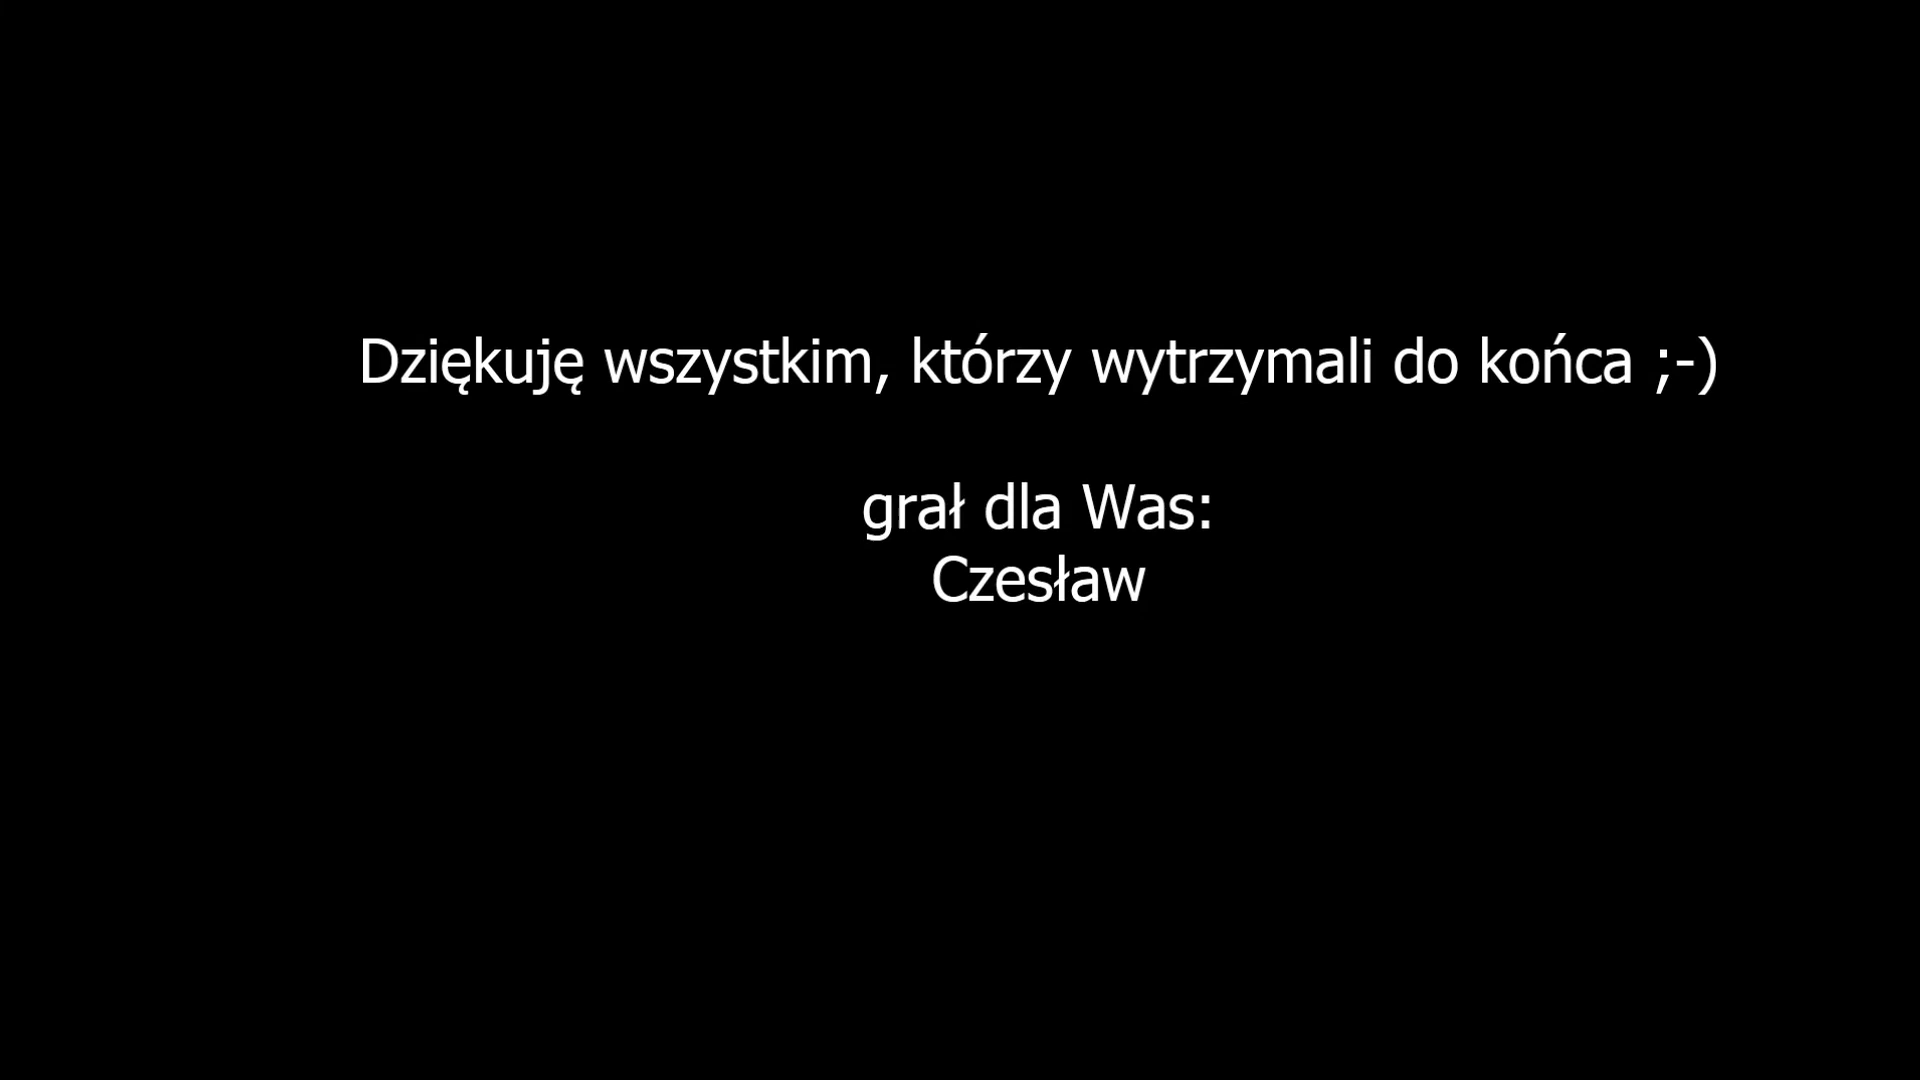 Dziękuję wszystkim, którzy wytrzymali do końca ;-)
grał dla Was:
Czesław